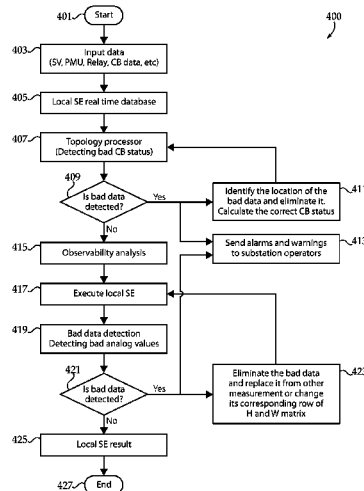 400
401
Start
403
Input data
(SV, PMU, Relay, CB data, etc)
405
Local SE real time database
407
Topology processor
(Detecting bad CB status)
409
Is bad data
detected?
Yes
No
411
Identify the location of the
bad data and eliminate it.
Calculate the correct CB status
413
Send alarms and warnings
to substation operators
415
Observability analysis
417
Execute local SE
419
Bad data detection
Detecting bad analog values
421
Is bad data
detected?
Yes
No
423
Eliminate the bad data
and replace it from other
measurement or change
its corresponding row of
H and W matrix
425
Local SE result
427
End